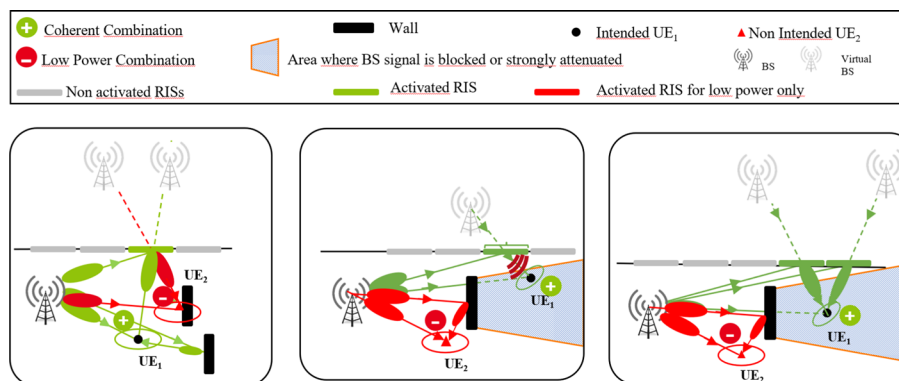 + Coherent Combination
Wall
Intended UE1
Non Intended UE2
- Low Power Combination
Area where BS signal is blocked or strongly attenuated
BS
Virtual
BS
Non activated RISs
Activated RIS
Activated RIS for low power only
UE2
-
+
UE1
UE1
+
-
UE2
+
UE1
-
UE2